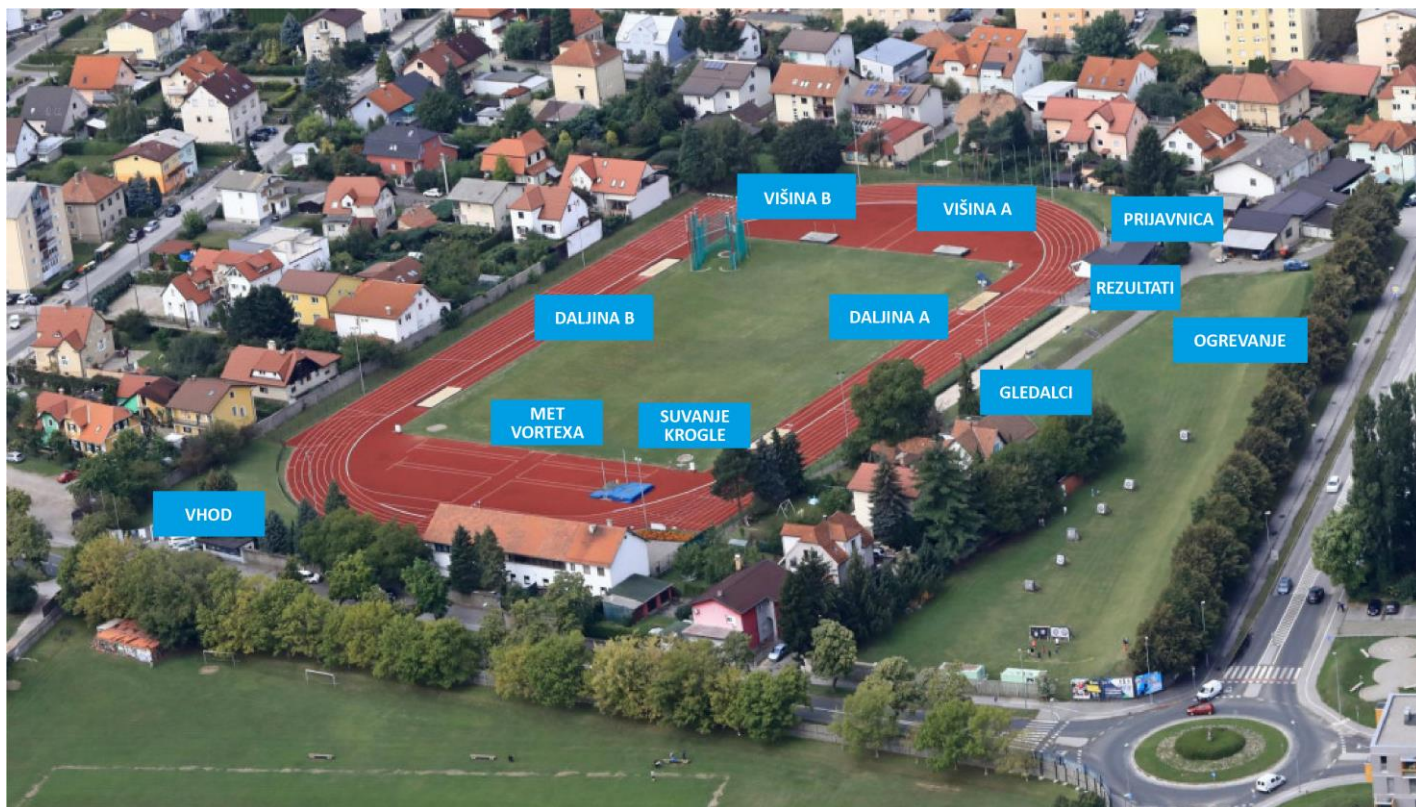 VIŠINA B
VIŠINA A
PRIJAVNICA
REZULTATI
DALJINA B
DALJINA A
OGREVANJE
GLEDALCI
MET
VORTEXA
SUVANJE
KROGLE
VHOD